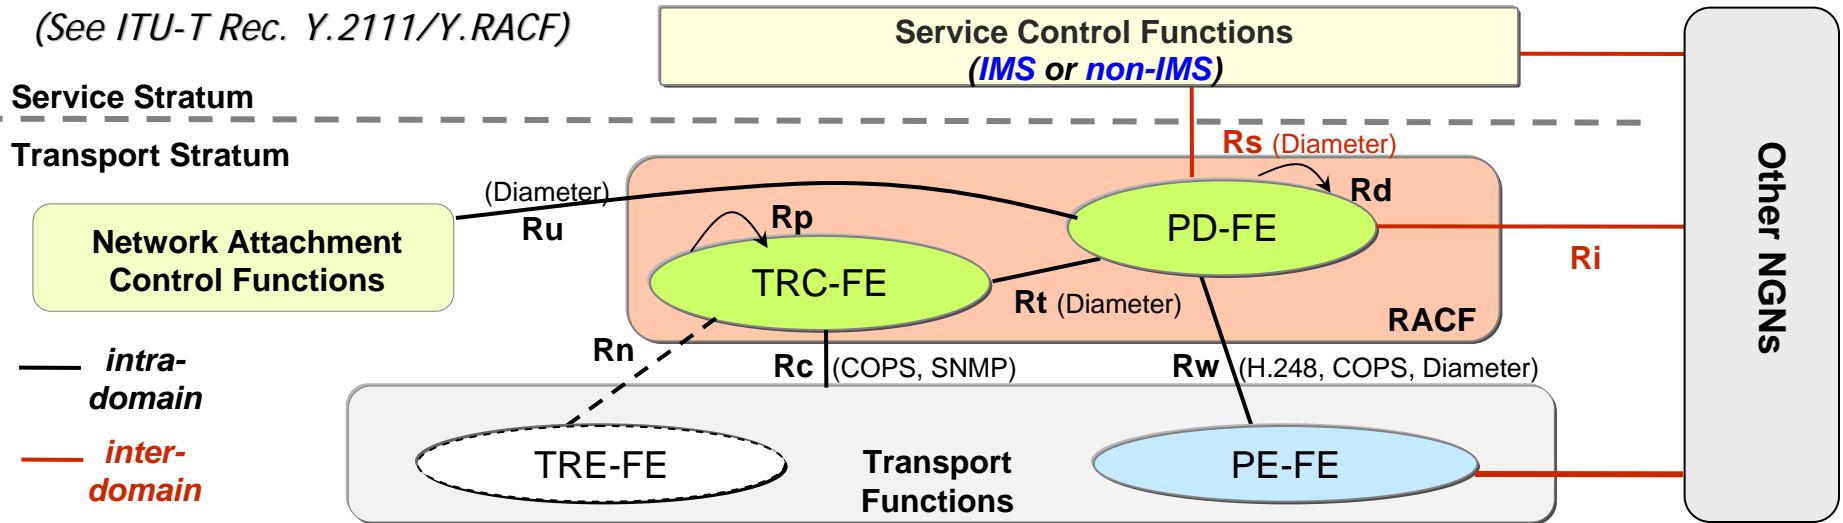 (See ITU-T Rec. Y.2111/Y.RACF)
Service Control Functions
(IMS or non-IMS)
Service Stratum
Transport Stratum
Rs (Diameter)
(Diameter)
Ru
Rp
Rd
PD-FE
Network Attachment
Control Functions
TRC-FE
Rt (Diameter)
RACF
Ri
Other NGNs
intra-
domain
Rn
Rc (COPS, SNMP)
Rw (H.248, COPS, Diameter)
inter-
domain
TRE-FE
Transport
Functions
PE-FE